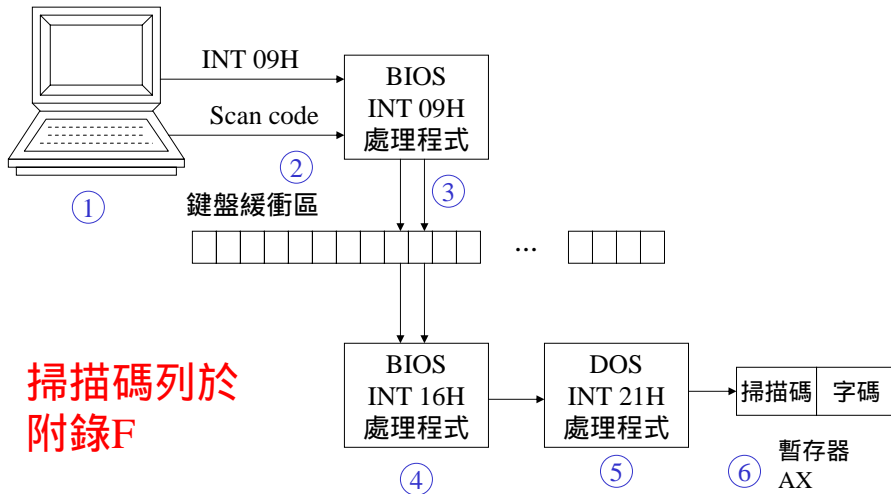 INT 09H
Scan code
BIOS
INT 09H
處理程式
①
②
③
鍵盤緩衝區
...
掃描碼列於
附錄F
BIOS
INT 16H
處理程式
DOS
INT 21H
處理程式
掃描碼 字碼
④
⑤
⑥
暫存器
AX